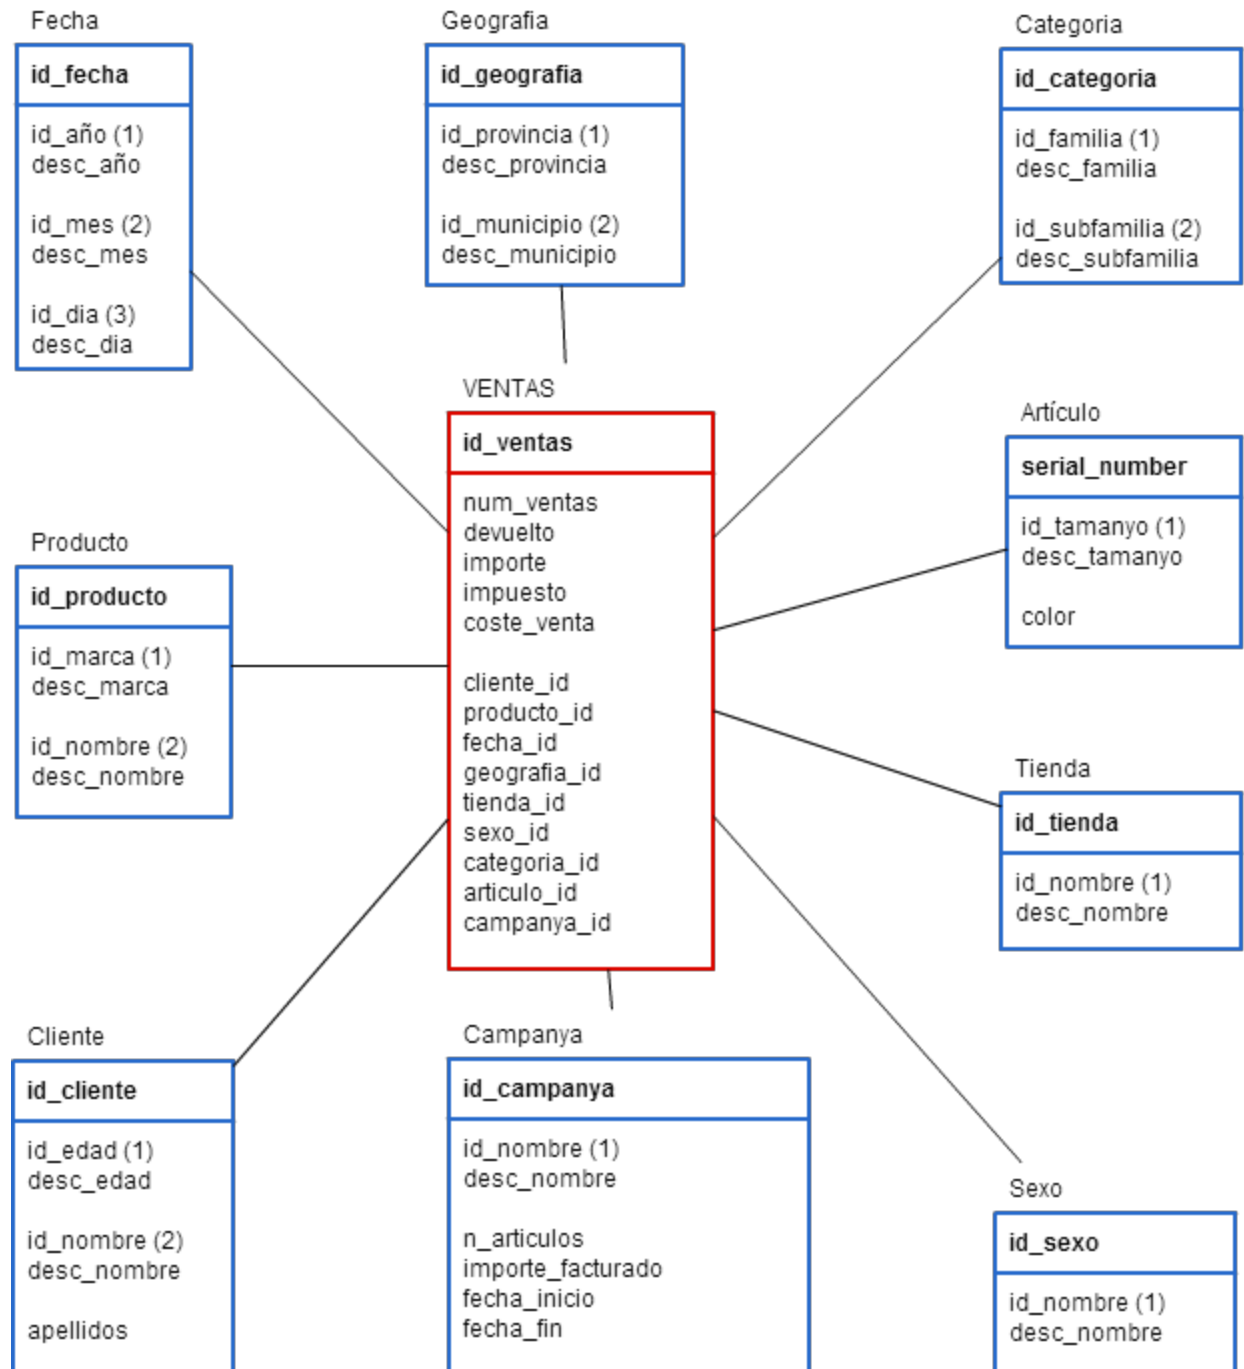 Fecha
id_fecha
id_año (1)
desc_año
id_mes (2)
desc_mes
id_dia (3)
desc_dia
Geografia
id_geografia
id_provincia (1)
desc_provincia
id_municipio (2)
desc_municipio
Categoria
id_categoria
id_familia (1)
desc_familia
id_subfamilia (2)
desc_subfamilia
VENTAS
id_ventas
num_ventas
devuelto
importe
impuesto
coste_venta
cliente_id
producto_id
fecha_id
geografia_id
tienda_id
sexo_id
categoria_id
articulo_id
campanya_id
Artículo
serial_number
id_tamanyo (1)
desc_tamanyo
color
Producto
id_producto
id_marca (1)
desc_marca
id_nombre (2)
desc_nombre
Tienda
id_tienda
id_nombre (1)
desc_nombre
Cliente
id_cliente
id_edad (1)
desc_edad
id_nombre (2)
desc_nombre
apellidos
Campanya
id_campanya
id_nombre (1)
desc_nombre
n_articulos
importe_facturado
fecha_inicio
fecha_fin
Sexo
id_sexo
id_nombre (1)
desc_nombre